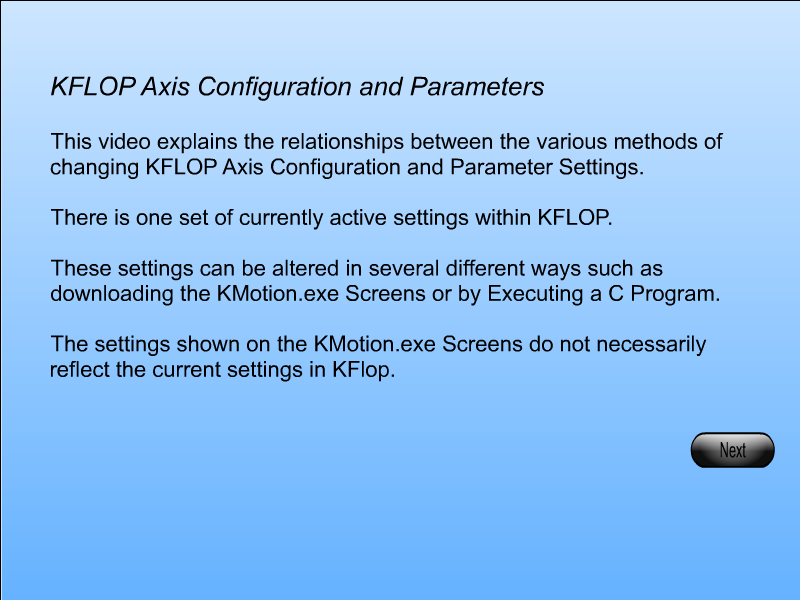 KFLOP Axis Configuration and Parameters
This video explains the relationships between the various methods of
changing KFLOP Axis Configuration and Parameter Settings.
There is one set of currently active settings within KFLOP.
These settings can be altered in several different ways such as
downloading the KMotion.exe Screens or by Executing a C Program.
The settings shown on the KMotion.exe Screens do not necessarily
reflect the current settings in KFlop.
Next